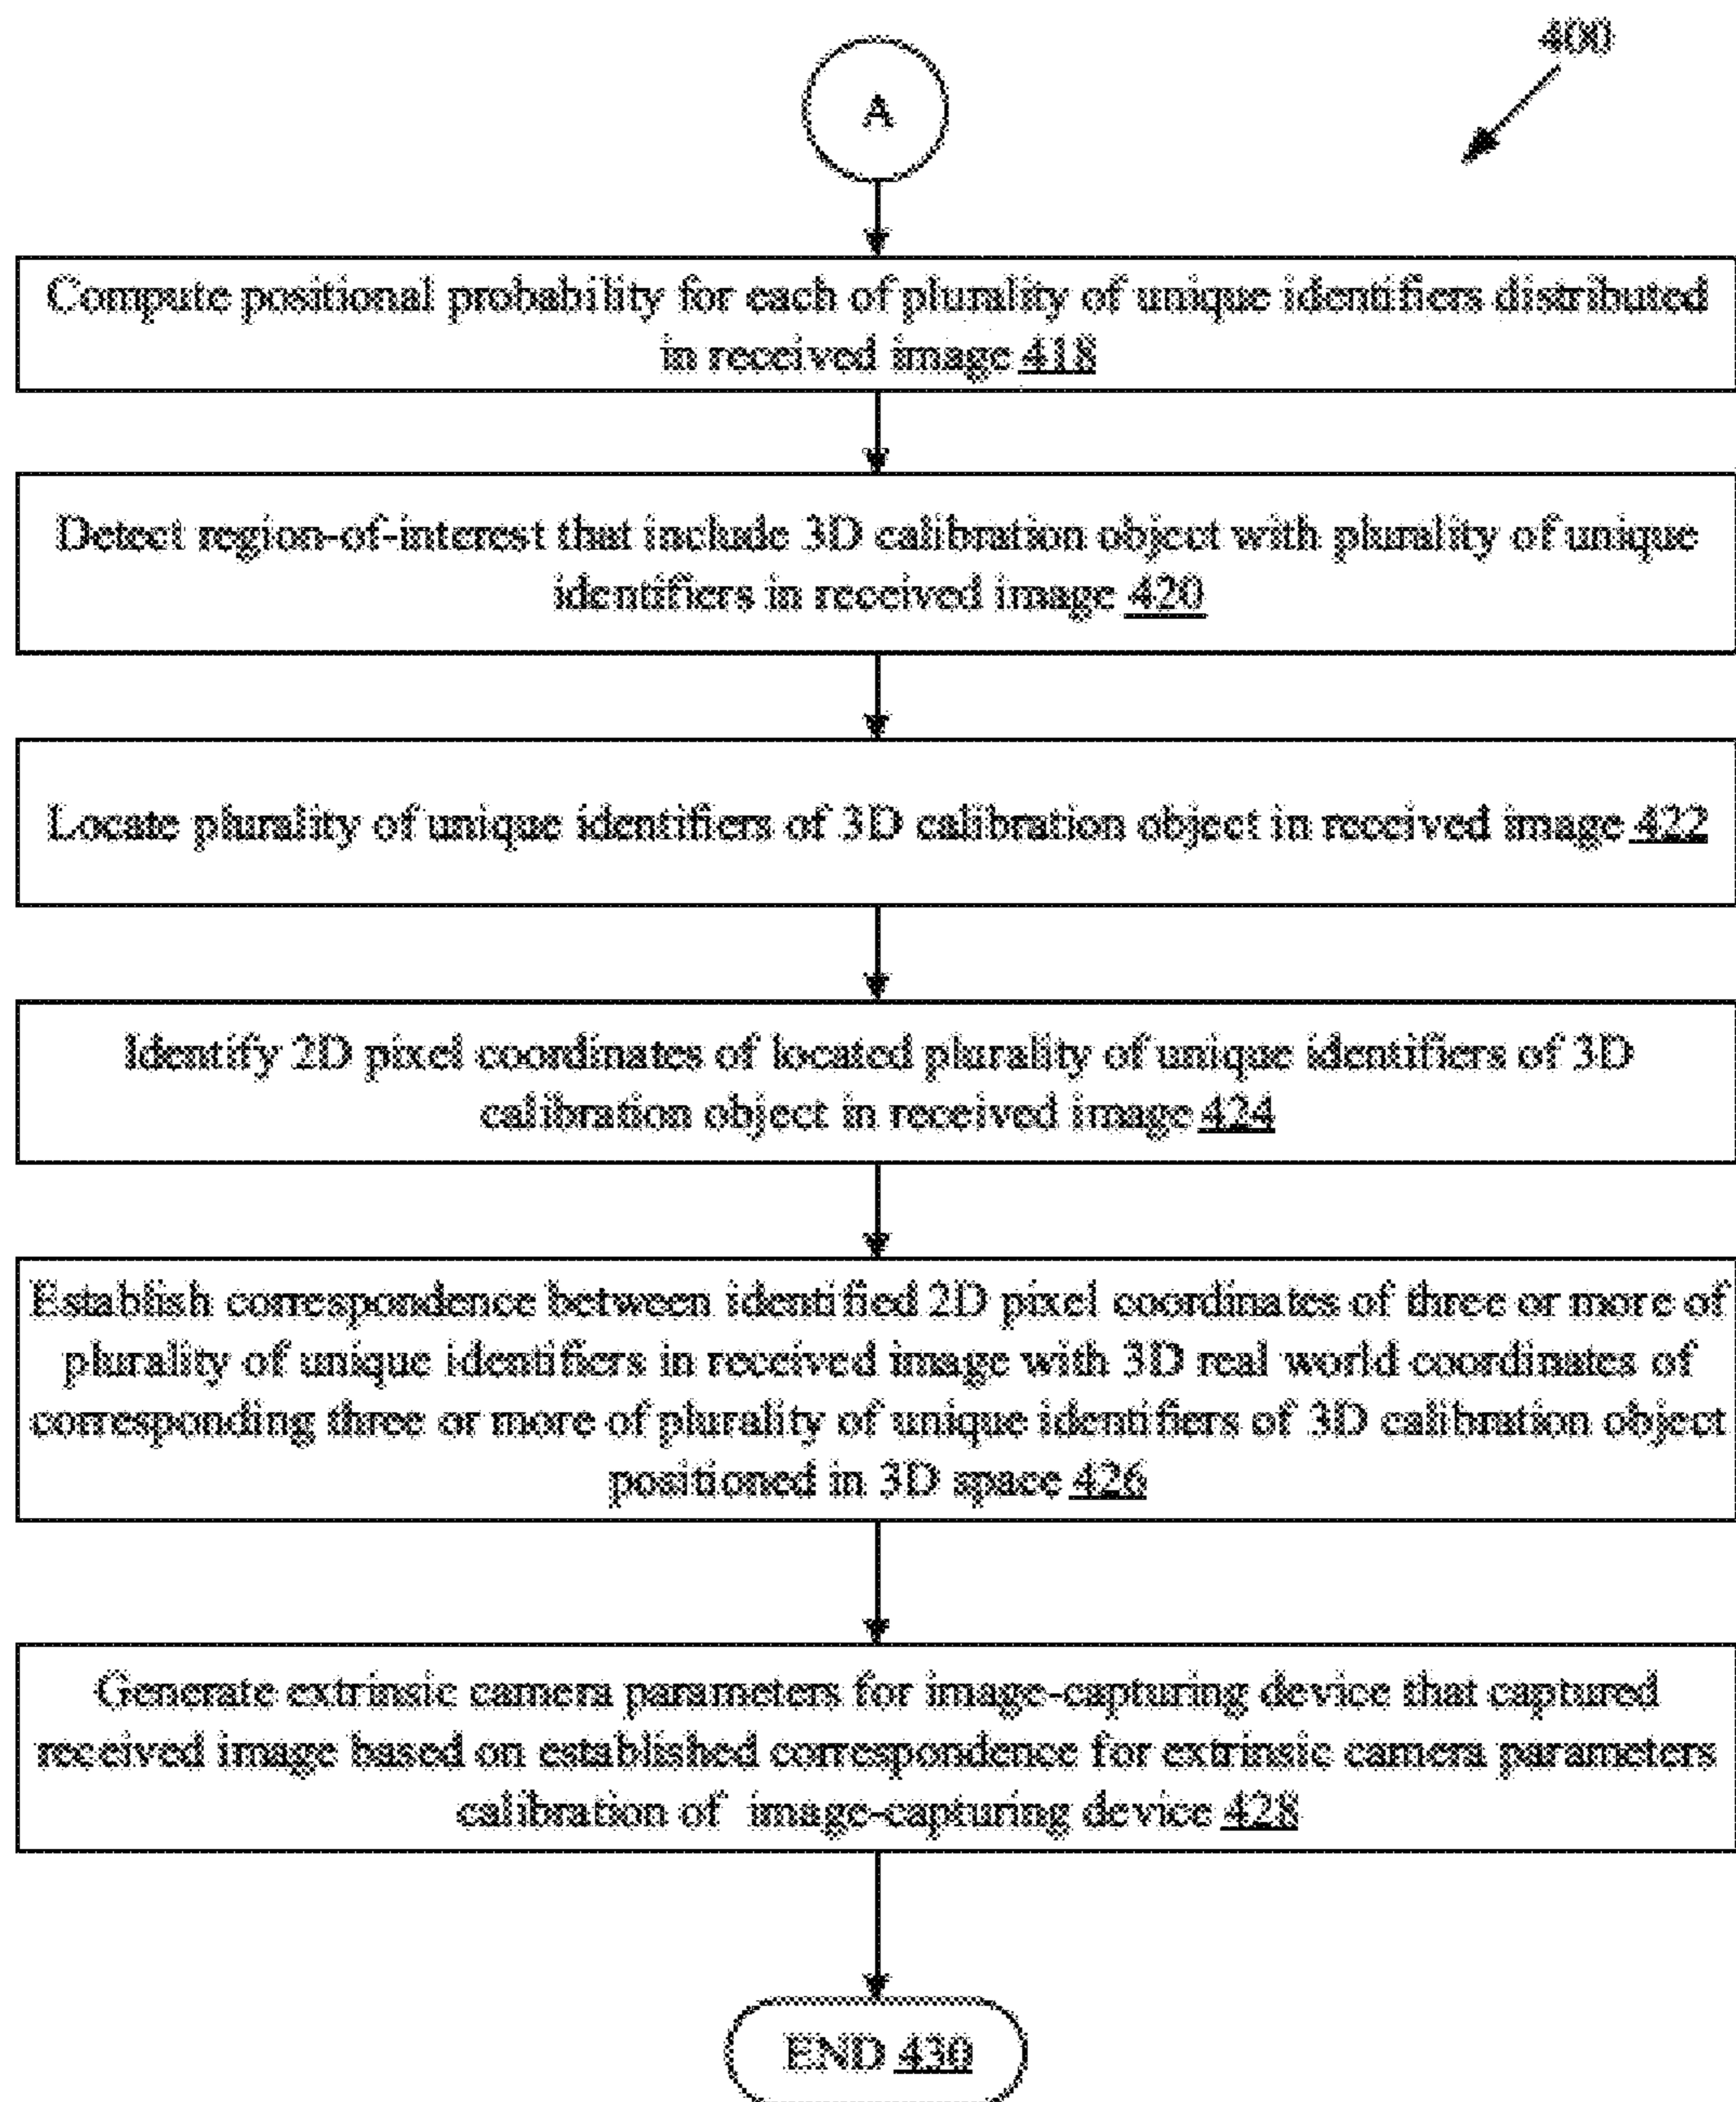 400
A
Compute positional probability for each of plurality of unique identifiers distributed
in received image 418
Detect region-of-interest that include 3D calibration object with plurality of unique
identifiers in received image 420
Locate plurality of unique identifiers of 3D calibration object in received image 422
Identify 2D pixel coordinates of located plurality of unique identifiers of 3D
calibration object in received image 424
Establish correspondence between identified 2D pixel coordinates of three or more of
plurality of unique identifiers in received image with 3D real world coordinates of
corresponding three or more of plurality of unique identifiers of 3D calibration object
positioned in 3D space 426
Generate extrinsic camera parameters for image-capturing device that captured
received image based on established correspondence for extrinsic camera parameters
calibration of image-capturing device 428
END 430